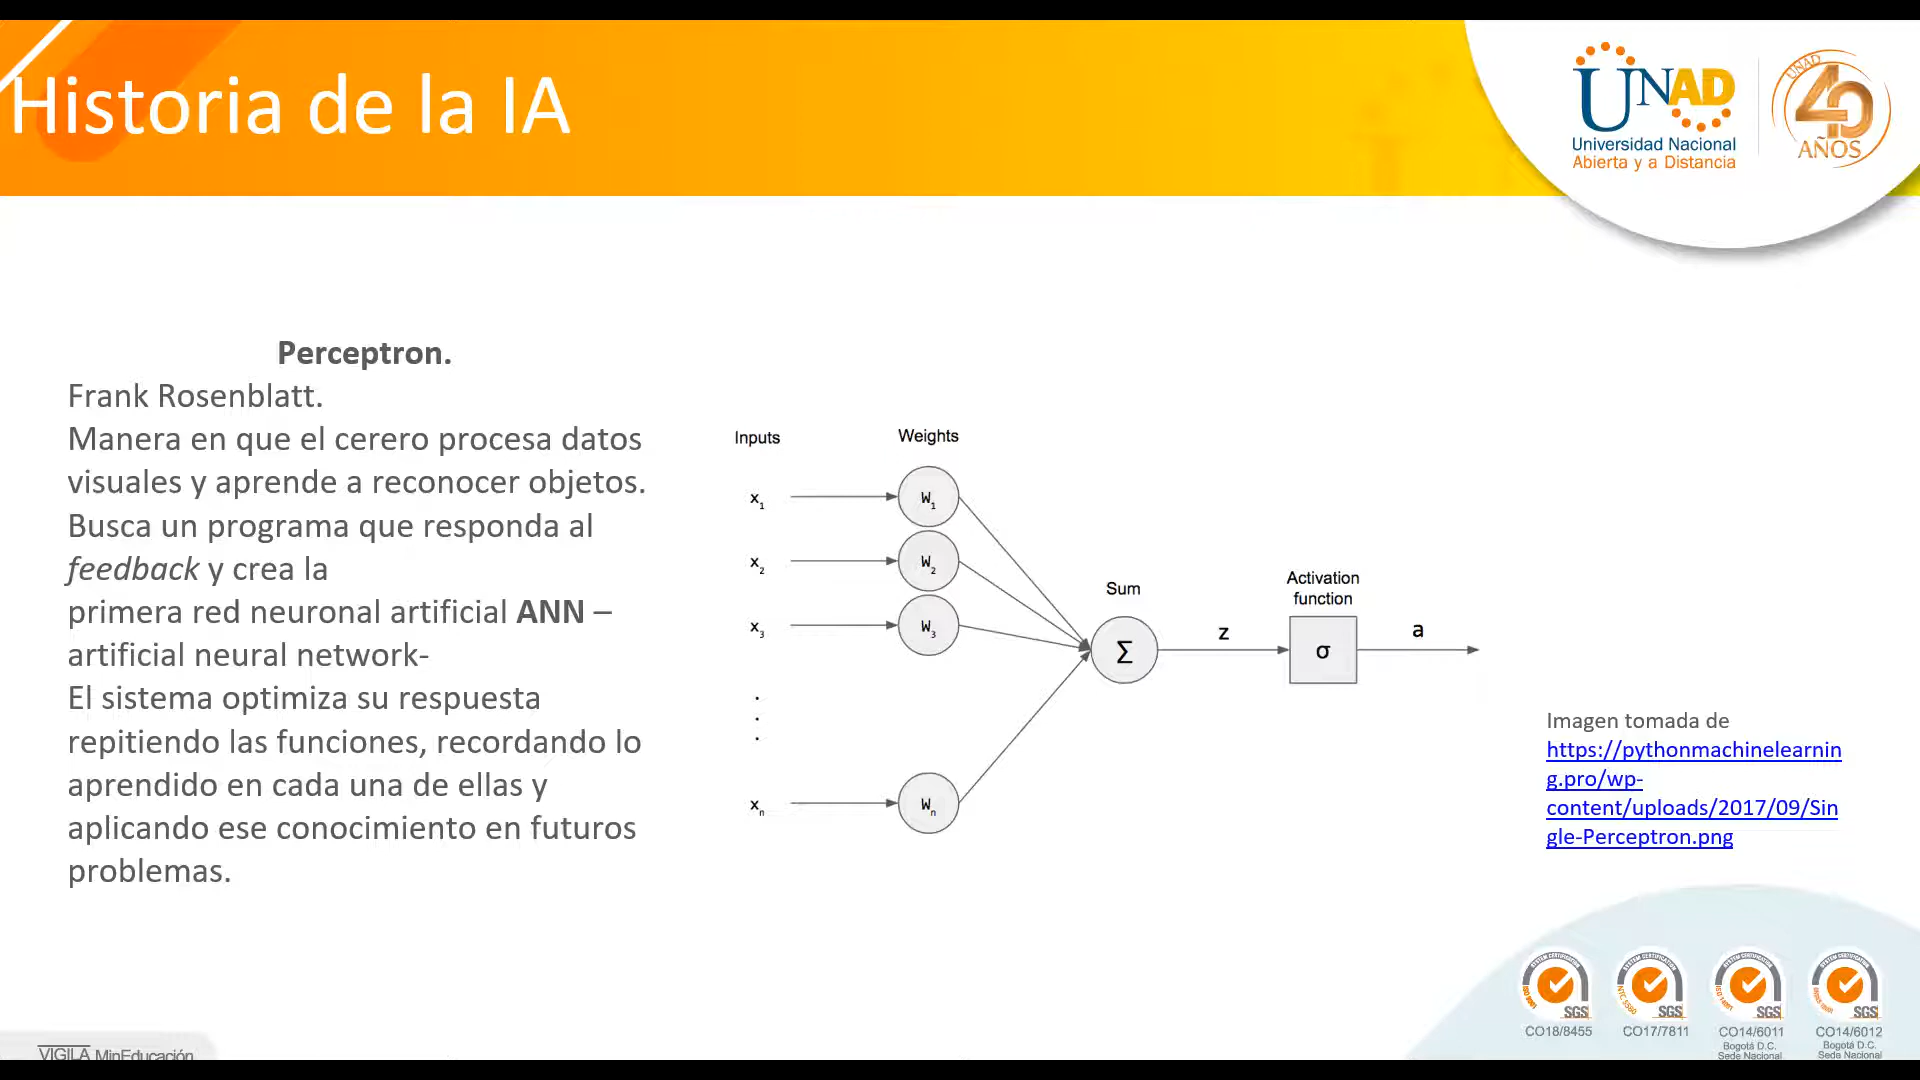 Historia de la IA
UNAD
Universidad Nacional
Abierta y a Distancia
UNAD
40
AÑOS
Perceptron.
Frank Rosenblatt.
Manera en que el cerero procesa datos
visuales y aprende a reconocer objetos.
Busca un programa que responda al
feedback y crea la
primera red neuronal artificial ANN –
artificial neural network-
El sistema optimiza su respuesta
repitiendo las funciones, recordando lo
aprendido en cada una de ellas y
aplicando ese conocimiento en futuros
problemas.
Inputs
Weights
x1
W1
x2
W2
x3
W3
xn
Wn
Sum
Σ
z
Activation
function
σ
a
Imagen tomada de
https://pythonmachinelearnin
g.pro/wp-
content/uploads/2017/09/Sin
gle-Perceptron.png
SGS
CO18/8455
SGS
CO17/7811
SGS
CO14/6011
Bogotá D.C.
Sede Nacional
SGS
CO14/6012
Bogotá D.C.
Sede Nacional
VIGILA MinEducación